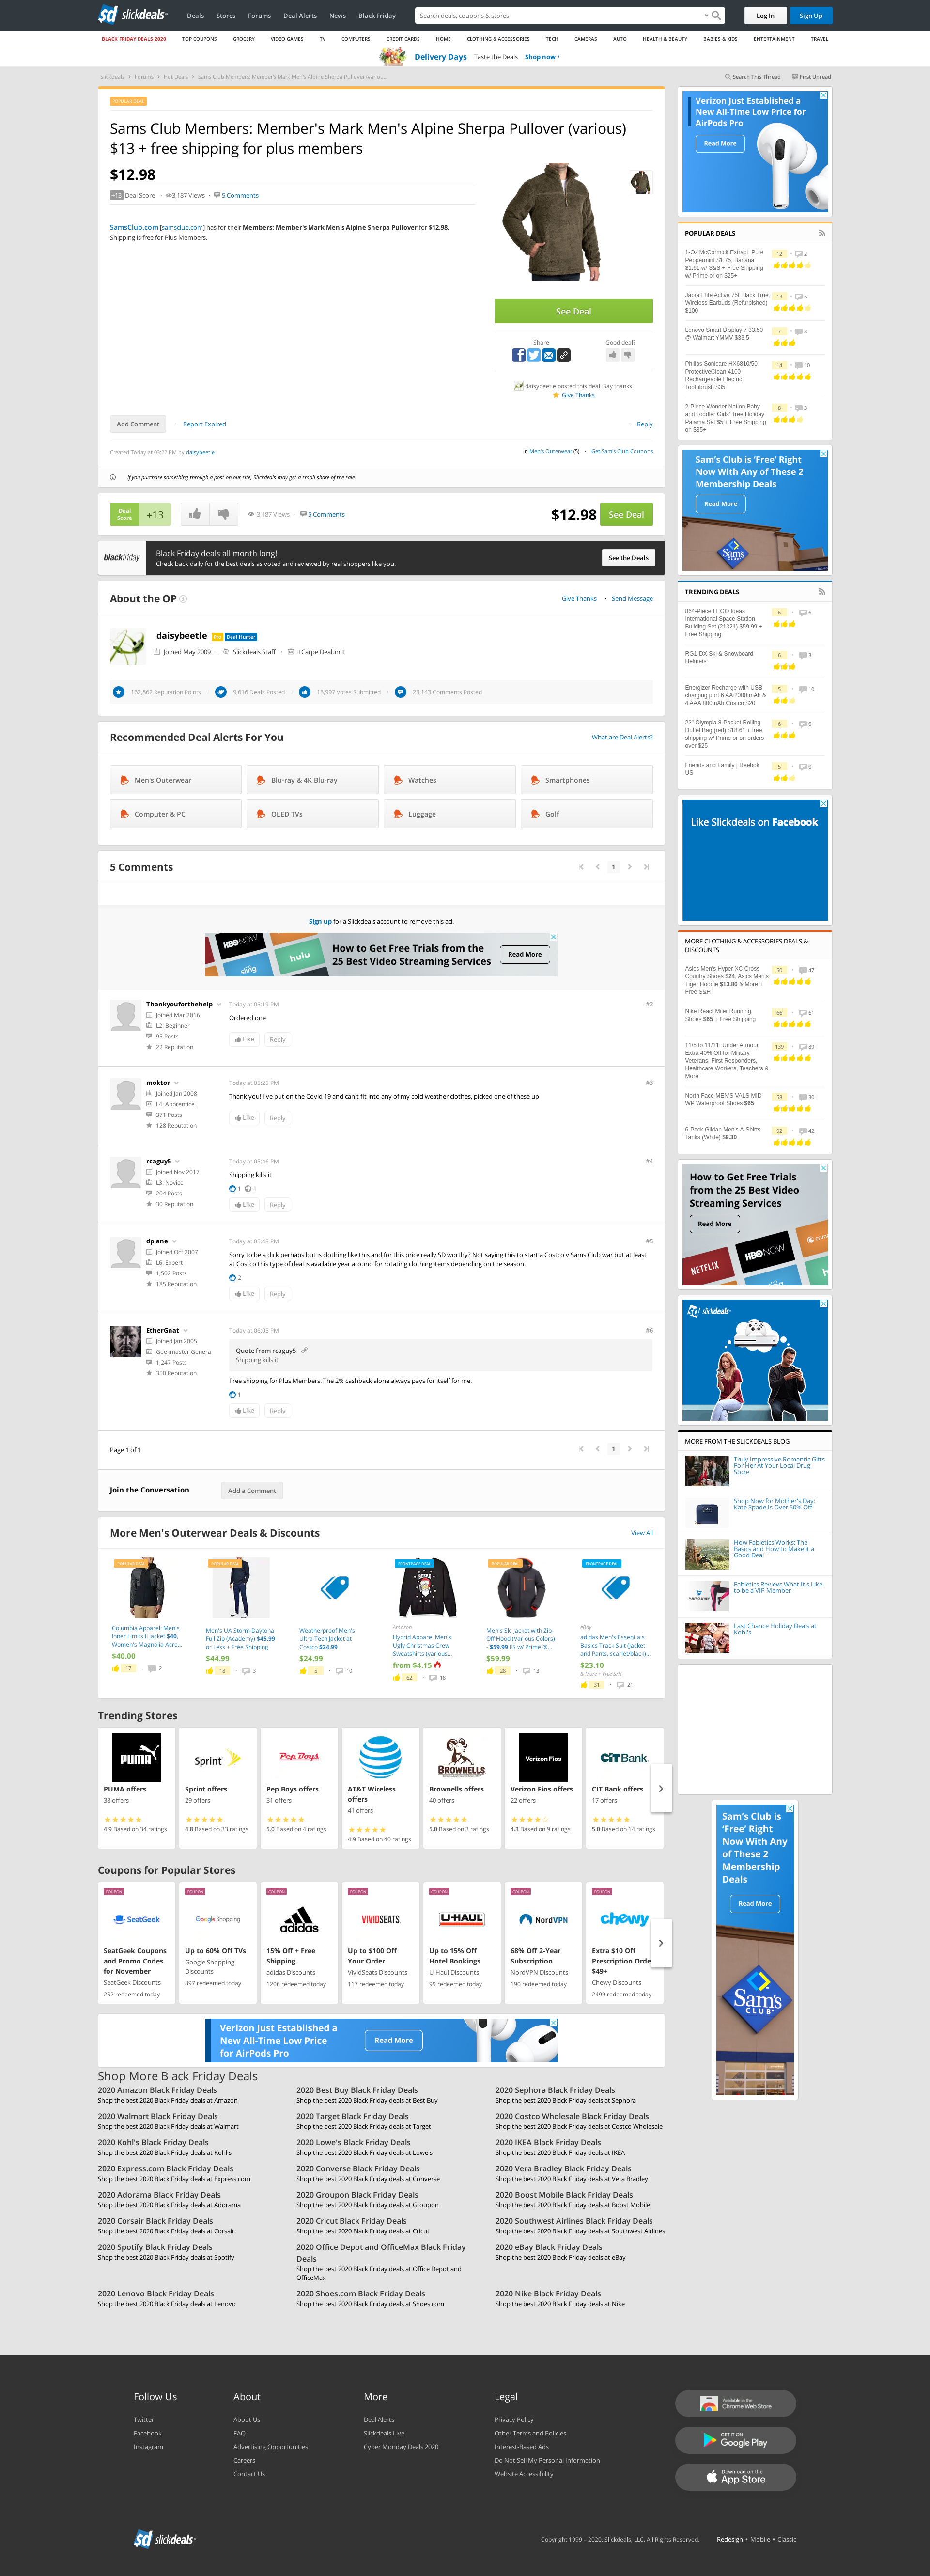 slickdeals
Deals
Stores
Forums
Deal Alerts
News
Black Friday
Search deals, coupons & stores
Log In
Sign Up
BLACK FRIDAY DEALS 2020
TOP COUPONS
GROCERY
VIDEO GAMES
TV
COMPUTERS
CREDIT CARDS
HOME
CLOTHING & ACCESSORIES
TECH
CAMERAS
AUTO
HEALTH & BEAUTY
BABIES & KIDS
ENTERTAINMENT
TRAVEL
Delivery Days Taste the Deals Shop now ›
Slickdeals › Forums › Hot Deals › Sams Club Members: Member's Mark Men's Alpine Sherpa Pullover (variou...
Search This Thread
First Unread
POPULAR DEAL
Sams Club Members: Member's Mark Men's Alpine Sherpa Pullover (various)
$13 + free shipping for plus members
$12.98
+13 Deal Score
3,187 Views
5 Comments
SamsClub.com [samsclub.com] has for their Members: Member's Mark Men's Alpine Sherpa Pullover for $12.98.
Shipping is free for Plus Members.
See Deal
Share
Good deal?
daisybeetle posted this deal. Say thanks!
Give Thanks
Add Comment
Report Expired
Reply
Created Today at 03:22 PM by daisybeetle
in Men's Outerwear (5)
Get Sam's Club Coupons
If you purchase something through a post on our site, Slickdeals may get a small share of the sale.
Deal Score +13
3,187 Views
5 Comments
$12.98
See Deal
blackfriday
Black Friday deals all month long!
Check back daily for the best deals as voted and reviewed by real shoppers like you.
See the Deals
About the OP
Give Thanks
Send Message
daisybeetle Pro Deal Hunter
Joined May 2009
Slickdeals Staff
Carpe Dealum
162,862 Reputation Points
9,616 Deals Posted
13,997 Votes Submitted
23,143 Comments Posted
Recommended Deal Alerts For You
What are Deal Alerts?
Men's Outerwear
Blu-ray & 4K Blu-ray
Watches
Smartphones
Computer & PC
OLED TVs
Luggage
Golf
5 Comments
1
Sign up for a Slickdeals account to remove this ad.
HBO NOW
sling
hulu
How to Get Free Trials from the
25 Best Video Streaming Services
Read More
Thankyouforthehelp
Joined Mar 2016
L2: Beginner
95 Posts
22 Reputation
Today at 05:19 PM
#2
Ordered one
Like
Reply
moktor
Joined Jan 2008
L4: Apprentice
371 Posts
128 Reputation
Today at 05:25 PM
#3
Thank you! I've put on the Covid 19 and can't fit into any of my cold weather clothes, picked one of these up
Like
Reply
rcaguy5
Joined Nov 2017
L3: Novice
204 Posts
30 Reputation
Today at 05:46 PM
#4
Shipping kills it
1
1
Like
Reply
dplane
Joined Oct 2007
L6: Expert
1,502 Posts
185 Reputation
Today at 05:48 PM
#5
Sorry to be a dick perhaps but is clothing like this and for this price really SD worthy? Not saying this to start a Costco v Sams Club war but at least
at Costco this type of deal is available year around for rotating clothing items depending on the season.
2
Like
Reply
EtherGnat
Joined Jan 2005
Geekmaster General
1,247 Posts
350 Reputation
Today at 06:05 PM
#6
Quote from rcaguy5
Shipping kills it
Free shipping for Plus Members. The 2% cashback alone always pays for itself for me.
1
Like
Reply
Page 1 of 1
1
Join the Conversation
Add a Comment
More Men's Outerwear Deals & Discounts
View All
POPULAR DEAL
Columbia Apparel: Men's
Inner Limits II Jacket $40,
Women's Magnolia Acre...
$40.00
17
2
POPULAR DEAL
Men's UA Storm Daytona
Full Zip (Academy) $45.99
or Less + Free Shipping
$44.99
18
3
Weatherproof Men's
Ultra Tech Jacket at
Costco $24.99
$24.99
5
10
FRONTPAGE DEAL
Amazon
Hybrid Apparel Men's
Ugly Christmas Crew
Sweatshirts (various...
from $4.15
62
18
POPULAR DEAL
Men's Ski Jacket with Zip-
Off Hood (Various Colors)
- $59.99 FS w/ Prime @...
$59.99
28
13
FRONTPAGE DEAL
eBay
adidas Men's Essentials
Basics Track Suit (Jacket
and Pants, scarlet/black)...
$23.10
& More + Free S/H
31
21
Trending Stores
PUMA
PUMA offers
38 offers
4.9 Based on 34 ratings
Sprint
Sprint offers
29 offers
4.8 Based on 33 ratings
Pep Boys
Pep Boys offers
31 offers
5.0 Based on 4 ratings
AT&T Wireless
offers
41 offers
4.9 Based on 40 ratings
BROWNELLS
Brownells offers
40 offers
5.0 Based on 3 ratings
Verizon Fios
Verizon Fios offers
22 offers
4.3 Based on 9 ratings
CIT Bank
CIT Bank offers
17 offers
5.0 Based on 14 ratings
Coupons for Popular Stores
COUPON
SeatGeek
SeatGeek Coupons
and Promo Codes
for November
SeatGeek Discounts
252 redeemed today
COUPON
Google Shopping
Up to 60% Off TVs
Google Shopping
Discounts
897 redeemed today
COUPON
adidas
15% Off + Free
Shipping
adidas Discounts
1206 redeemed today
COUPON
VIVIDSEATS
Up to $100 Off
Your Order
VividSeats Discounts
117 redeemed today
COUPON
U-HAUL
Up to 15% Off
Hotel Bookings
U-Haul Discounts
99 redeemed today
COUPON
NordVPN
68% Off 2-Year
Subscription
NordVPN Discounts
190 redeemed today
COUPON
chewy
Extra $10 Off
Prescription Orde
$49+
Chewy Discounts
2499 redeemed today
Verizon Just Established a
New All-Time Low Price
for AirPods Pro
Read More
Shop More Black Friday Deals
2020 Amazon Black Friday Deals
Shop the best 2020 Black Friday deals at Amazon
2020 Best Buy Black Friday Deals
Shop the best 2020 Black Friday deals at Best Buy
2020 Sephora Black Friday Deals
Shop the best 2020 Black Friday deals at Sephora
2020 Walmart Black Friday Deals
Shop the best 2020 Black Friday deals at Walmart
2020 Target Black Friday Deals
Shop the best 2020 Black Friday deals at Target
2020 Costco Wholesale Black Friday Deals
Shop the best 2020 Black Friday deals at Costco Wholesale
2020 Kohl's Black Friday Deals
Shop the best 2020 Black Friday deals at Kohl's
2020 Lowe's Black Friday Deals
Shop the best 2020 Black Friday deals at Lowe's
2020 IKEA Black Friday Deals
Shop the best 2020 Black Friday deals at IKEA
2020 Express.com Black Friday Deals
Shop the best 2020 Black Friday deals at Express.com
2020 Converse Black Friday Deals
Shop the best 2020 Black Friday deals at Converse
2020 Vera Bradley Black Friday Deals
Shop the best 2020 Black Friday deals at Vera Bradley
2020 Adorama Black Friday Deals
Shop the best 2020 Black Friday deals at Adorama
2020 Groupon Black Friday Deals
Shop the best 2020 Black Friday deals at Groupon
2020 Boost Mobile Black Friday Deals
Shop the best 2020 Black Friday deals at Boost Mobile
2020 Corsair Black Friday Deals
Shop the best 2020 Black Friday deals at Corsair
2020 Cricut Black Friday Deals
Shop the best 2020 Black Friday deals at Cricut
2020 Southwest Airlines Black Friday Deals
Shop the best 2020 Black Friday deals at Southwest Airlines
2020 Spotify Black Friday Deals
Shop the best 2020 Black Friday deals at Spotify
2020 Office Depot and OfficeMax Black Friday
Deals
Shop the best 2020 Black Friday deals at Office Depot and
OfficeMax
2020 eBay Black Friday Deals
Shop the best 2020 Black Friday deals at eBay
2020 Lenovo Black Friday Deals
Shop the best 2020 Black Friday deals at Lenovo
2020 Shoes.com Black Friday Deals
Shop the best 2020 Black Friday deals at Shoes.com
2020 Nike Black Friday Deals
Shop the best 2020 Black Friday deals at Nike
Verizon Just Established a
New All-Time Low Price for
AirPods Pro
Read More
POPULAR DEALS
1-Oz McCormick Extract: Pure
Peppermint $1.75, Banana
$1.61 w/ S&S + Free Shipping
w/ Prime or on $25+
12
2
Jabra Elite Active 75t Black True
Wireless Earbuds (Refurbished)
$100
13
5
Lenovo Smart Display 7 33.50
@ Walmart YMMV $33.5
7
8
Philips Sonicare HX6810/50
ProtectiveClean 4100
Rechargeable Electric
Toothbrush $35
14
10
2-Piece Wonder Nation Baby
and Toddler Girls' Tree Holiday
Pajama Set $5 + Free Shipping
on $35+
8
3
Sam's Club is 'Free' Right
Now With Any of These 2
Membership Deals
Read More
Sam's
TRENDING DEALS
864-Piece LEGO Ideas
International Space Station
Building Set (21321) $59.99 +
Free Shipping
6
6
RG1-DX Ski & Snowboard
Helmets
6
3
Energizer Recharge with USB
charging port 6 AA 2000 mAh &
4 AAA 800mAh Costco $20
5
10
22" Olympia 8-Pocket Rolling
Duffel Bag (red) $18.61 + free
shipping w/ Prime or on orders
over $25
0
0
Friends and Family | Reebok
US
5
0
Like Slickdeals on Facebook
MORE CLOTHING & ACCESSORIES DEALS &
DISCOUNTS
Asics Men's Hyper XC Cross
Country Shoes $24, Asics Men's
Tiger Hoodie $13.80 & More +
Free S&H
50
47
Nike React Miler Running
Shoes $65 + Free Shipping
66
61
11/5 to 11/11: Under Armour
Extra 40% Off for Military,
Veterans, First Responders,
Healthcare Workers, Teachers &
More
139
89
North Face MEN'S VALS MID
WP Waterproof Shoes $65
58
30
6-Pack Gildan Men's A-Shirts
Tanks (White) $9.30
92
42
How to Get Free Trials
from the 25 Best Video
Streaming Services
Read More
NETFLIX
HBO NOW
slickdeals
MORE FROM THE SLICKDEALS BLOG
Truly Impressive Romantic Gifts
For Her At Your Local Drug
Store
Shop Now for Mother's Day:
Kate Spade Is Over 50% Off
How Fabletics Works: The
Basics and How to Make it a
Good Deal
Fabletics Review: What It's Like
to be a VIP Member
Last Chance Holiday Deals at
Kohl's
Sam's Club is
'Free' Right
Now With Any
of These 2
Membership
Deals
Read More
Sam's
CLUB
Follow Us
Twitter
Facebook
Instagram
About
About Us
FAQ
Advertising Opportunities
Careers
Contact Us
More
Deal Alerts
Slickdeals Live
Cyber Monday Deals 2020
Legal
Privacy Policy
Other Terms and Policies
Interest-Based Ads
Do Not Sell My Personal Information
Website Accessibility
Available in the
Chrome Web Store
GET IT ON
Google Play
Download on the
App Store
slickdeals
Copyright 1999 – 2020. Slickdeals, LLC. All Rights Reserved.
Redesign • Mobile • Classic